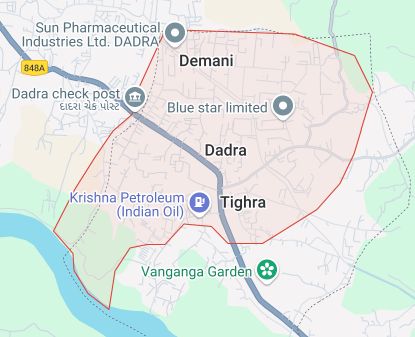 Sun Pharmaceutical
Industries Ltd. DADRA
Demani
848A
Dadra check post
દાદરા ચેક પોસ્ટ
Blue star limited
Dadra
Krishna Petroleum
(Indian Oil)
Tighra
Vanganga Garden